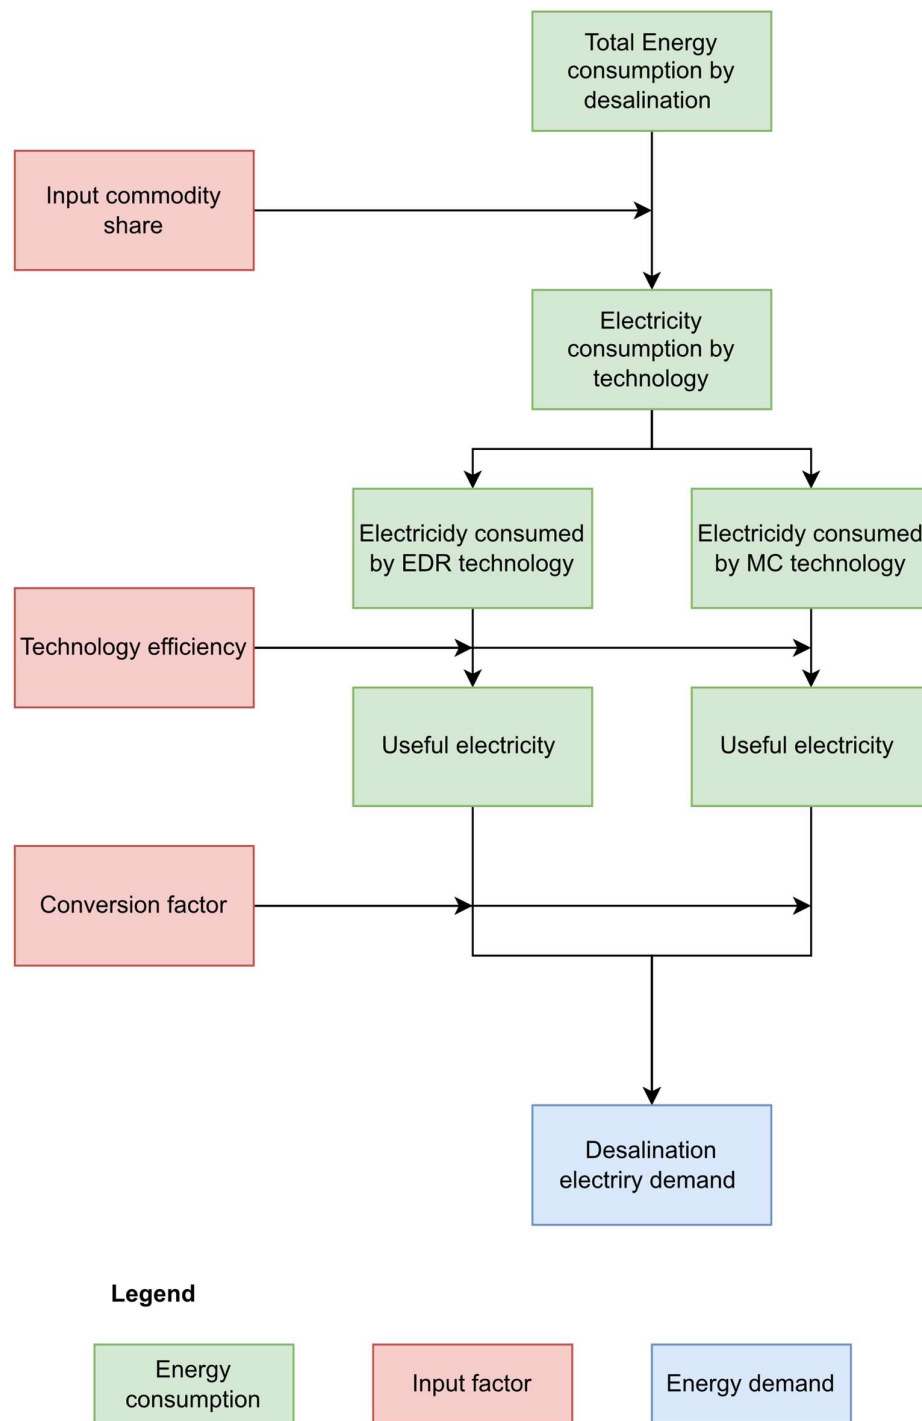 Total Energy
consumption by
desalination
Input commodity
share
Electricity
consumption by
technology
Electricidy consumed
by EDR technology
Electricidy consumed
by MC technology
Technology efficiency
Useful electricity
Useful electricity
Conversion factor
Desalination
electriry demand
Legend
Energy
consumption
Input factor
Energy demand